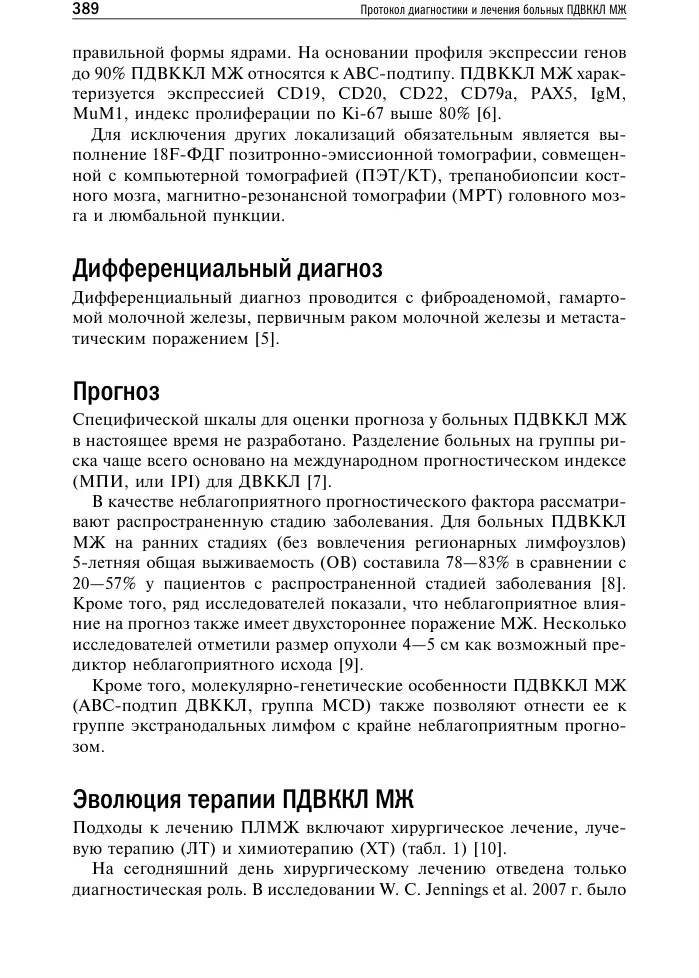 389
Протокол диагностики и лечения больных ПДВККЛ МЖ
правильной формы ядрами. На основании профиля экспрессии генов
до 90% ПДВККЛ МЖ относятся к ABC-подтипу. ПДВККЛ МЖ харак-
теризуется экспрессией CD19, CD20, CD22, CD79a, PAX5, IgM,
MuM1, индекс пролиферации по Ki-67 выше 80% [6].
Для исключения других локализаций обязательным является вы-
полнение 18F-ФДГ позитронно-эмиссионной томографии, совмещен-
ной с компьютерной томографией (ПЭТ/КТ), трепанобиопсии кост-
ного мозга, магнитно-резонансной томографии (МРТ) головного моз-
га и люмбальной пункции.
Дифференциальный диагноз
Дифференциальный диагноз проводится с фиброаденомой, гамарто-
мой молочной железы, первичным раком молочной железы и метаста-
тическим поражением [5].
Прогноз
Специфической шкалы для оценки прогноза у больных ПДВККЛ МЖ
в настоящее время не разработано. Разделение больных на группы ри-
ска чаще всего основано на международном прогностическом индексе
(МПИ, или IPI) для ДВККЛ [7].
В качестве неблагоприятного прогностического фактора рассматри-
вают распространенную стадию заболевания. Для больных ПДВККЛ
МЖ на ранних стадиях (без вовлечения регионарных лимфоузлов)
5-летняя общая выживаемость (ОВ) составила 78—83% в сравнении с
20—57% у пациентов с распространенной стадией заболевания [8].
Кроме того, ряд исследователей показали, что неблагоприятное влия-
ние на прогноз также имеет двухстороннее поражение МЖ. Несколько
исследователей отметили размер опухоли 4—5 см как возможный пре-
диктор неблагоприятного исхода [9].
Кроме того, молекулярно-генетические особенности ПДВККЛ МЖ
(ABC-подтип ДВККЛ, группа MCD) также позволяют отнести ее к
группе экстранодальных лимфом с крайне неблагоприятным прогно-
зом.
Эволюция терапии ПДВККЛ МЖ
Подходы к лечению ПЛМЖ включают хирургическое лечение, луче-
вую терапию (ЛТ) и химиотерапию (ХТ) (табл. 1) [10].
На сегодняшний день хирургическому лечению отведена только
диагностическая роль. В исследовании W. C. Jennings et al. 2007 г. было